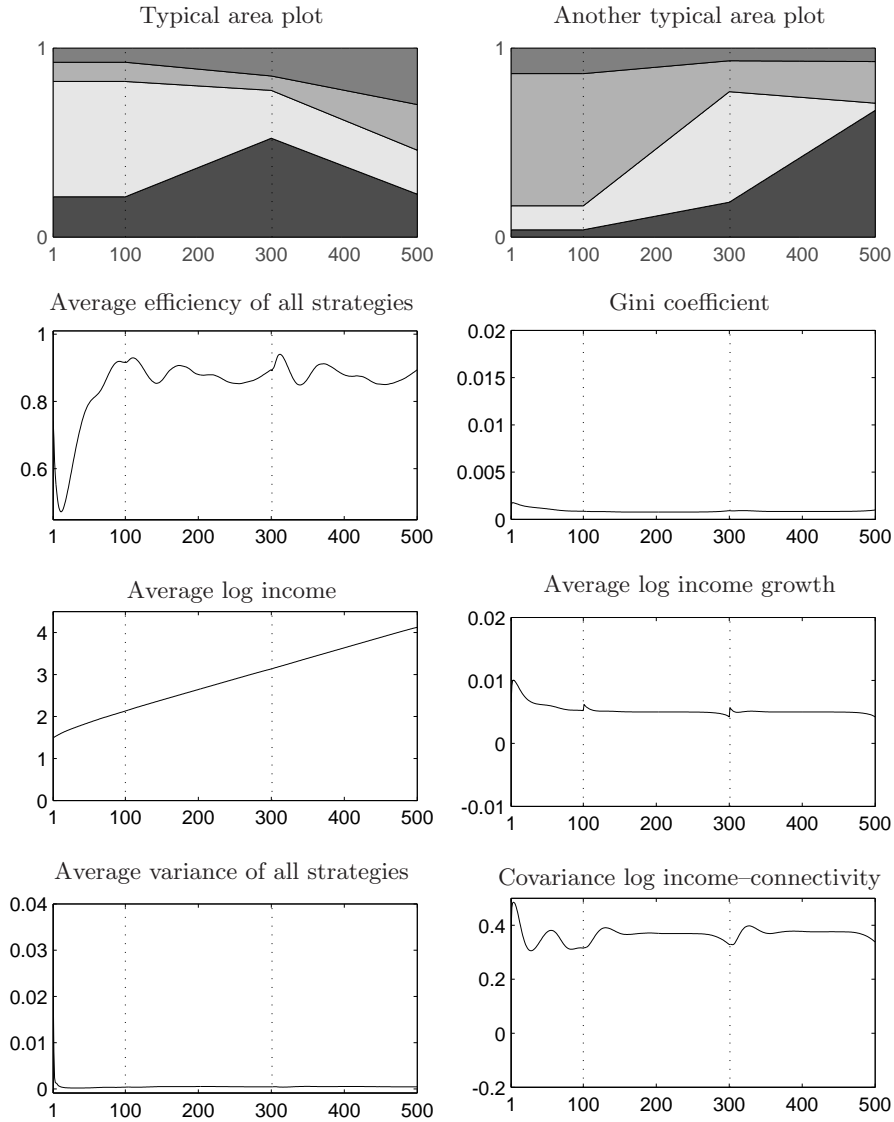 Typical area plot
1
0
1 100 200 300 400 500
Another typical area plot
1
0
1 100 200 300 400 500
Average efficiency of all strategies
1
0.8
0.6
1 100 200 300 400 500
Gini coefficient
0.02
0.015
0.01
0.005
0
1 100 200 300 400 500
Average log income
4
3
2
1
0
1 100 200 300 400 500
Average log income growth
0.02
0.01
0
-0.01
1 100 200 300 400 500
Average variance of all strategies
0.04
0.03
0.02
0.01
0
1 100 200 300 400 500
Covariance log income–connectivity
0.4
0.2
0
-0.2
1 100 200 300 400 500